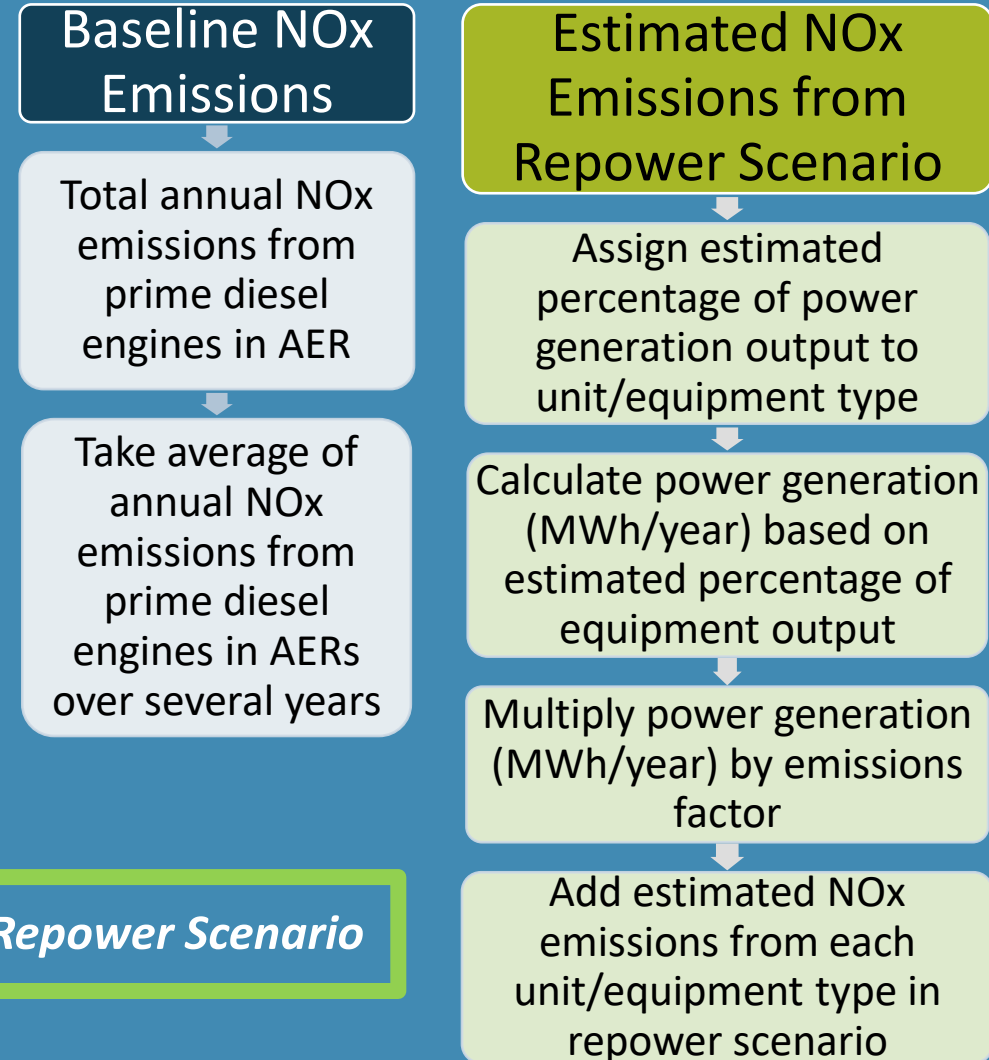 Baseline NOx
Emissions
Total annual NOx
emissions from
prime diesel
engines in AER
Take average of
annual NOx
emissions from
prime diesel
engines in AERs
over several years
Repower Scenario
Estimated NOx
Emissions from
Repower Scenario
Assign estimated
percentage of power
generation output to
unit/equipment type
Calculate power generation
(MWh/year) based on
estimated percentage of
equipment output
Multiply power generation
(MWh/year) by emissions
factor
Add estimated NOx
emissions from each
unit/equipment type in
repower scenario